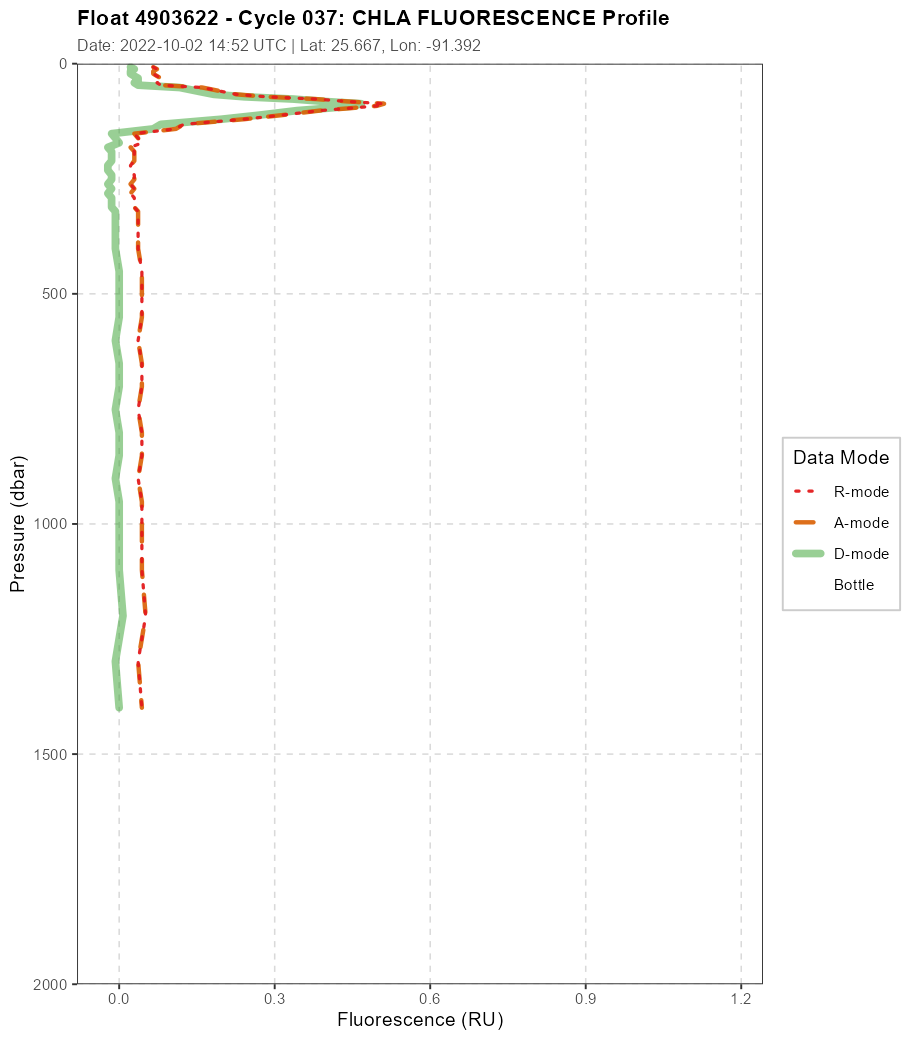 Float 4903622 - Cycle 037: CHLA FLUORESCENCE Profile
Date: 2022-10-02 14:52 UTC | Lat: 25.667, Lon: -91.392
0
500
1000
1500
2000
Pressure (dbar)
0.0
0.3
0.6
0.9
1.2
Fluorescence (RU)
Data Mode
R-mode
A-mode
D-mode
Bottle